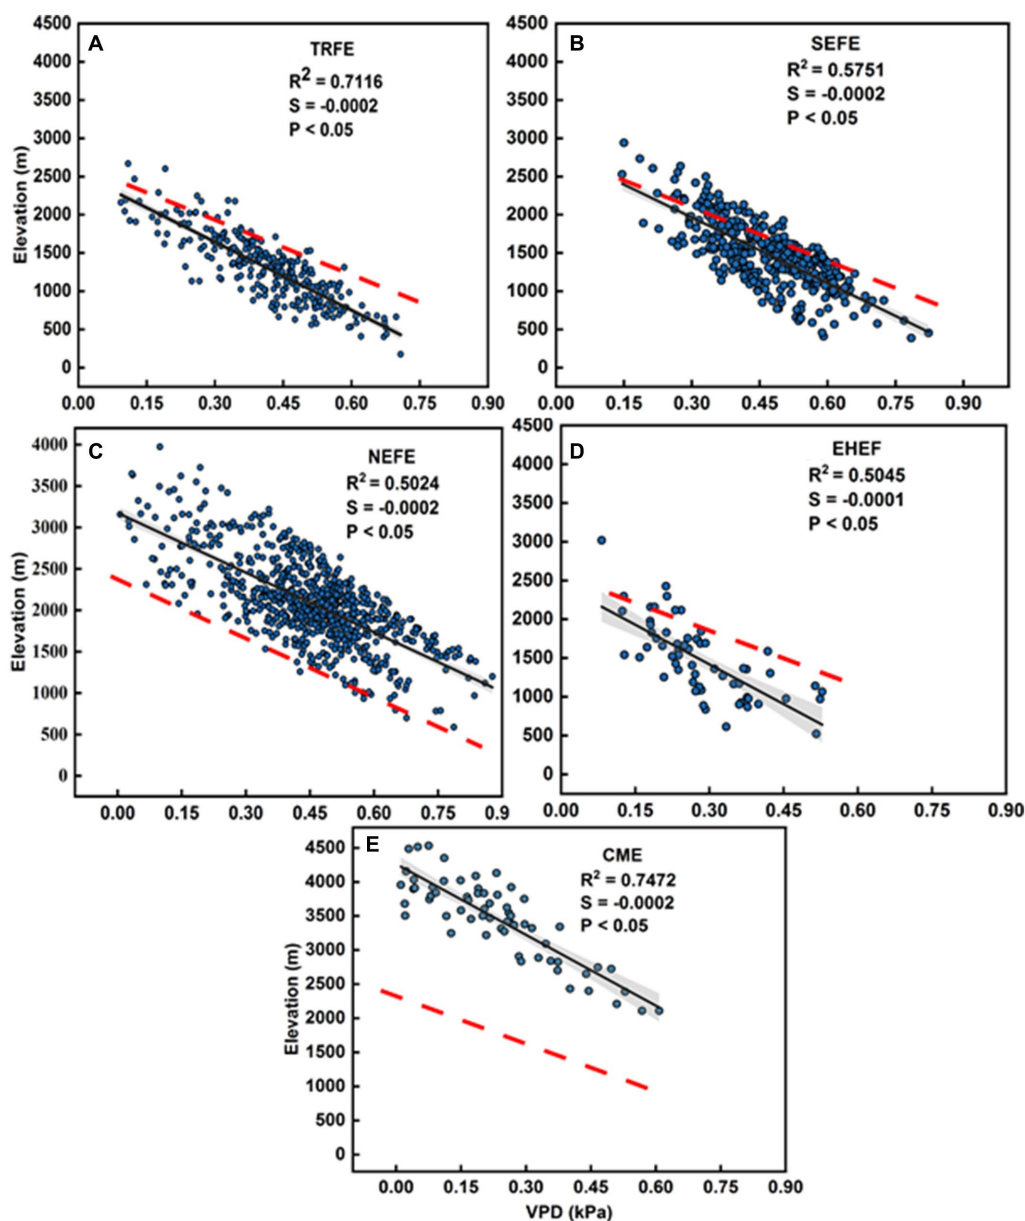 A
TRFE
R² = 0.7116
S = -0.0002
P < 0.05
4500
4000
3500
3000
2500
2000
1500
1000
500
0
Elevation (m)
0.00 0.15 0.30 0.45 0.60 0.75 0.90
B
SEFE
R² = 0.5751
S = -0.0002
P < 0.05
4500
4000
3500
3000
2500
2000
1500
1000
500
0
0.00 0.15 0.30 0.45 0.60 0.75 0.90
C
NEFE
R² = 0.5024
S = -0.0002
P < 0.05
4000
3500
3000
2500
2000
1500
1000
500
0
Elevation (m)
0.00 0.15 0.30 0.45 0.60 0.75 0.9
D
EHEF
R² = 0.5045
S = -0.0001
P < 0.05
4500
4000
3500
3000
2500
2000
1500
1000
500
0
0.00 0.15 0.30 0.45 0.60 0.75 0.90
E
CME
R² = 0.7472
S = -0.0002
P < 0.05
4500
4000
3500
3000
2500
2000
1500
1000
500
0
Elevation (m)
0.00 0.15 0.30 0.45 0.60 0.75 0.90
VPD (kPa)